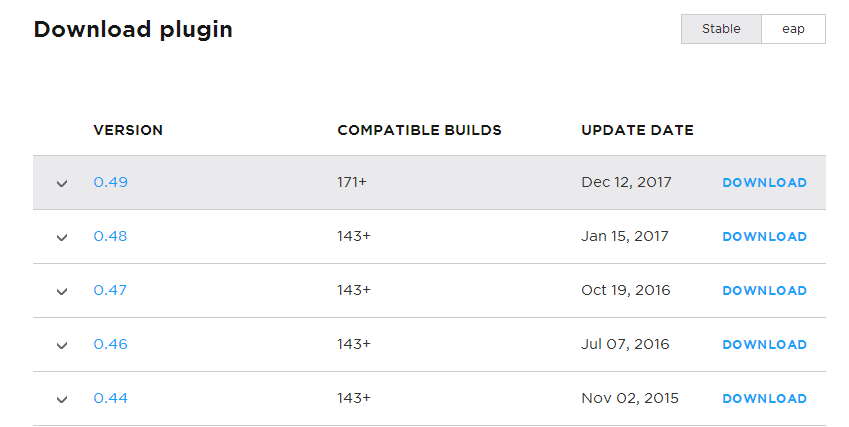 Download plugin
Stable eap
VERSION COMPATIBLE BUILDS UPDATE DATE
0.49 171+ Dec 12, 2017 DOWNLOAD
0.48 143+ Jan 15, 2017 DOWNLOAD
0.47 143+ Oct 19, 2016 DOWNLOAD
0.46 143+ Jul 07, 2016 DOWNLOAD
0.44 143+ Nov 02, 2015 DOWNLOAD